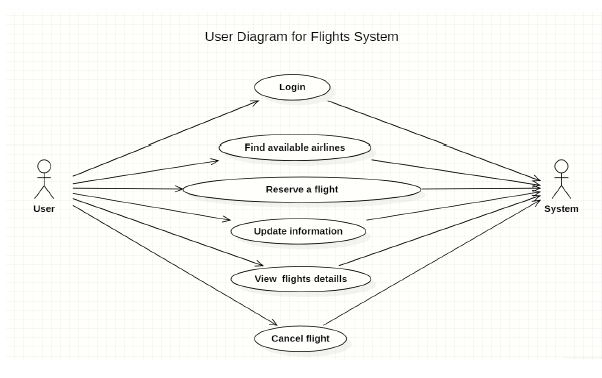 User Diagram for Flights System
Login
Find available airlines
Reserve a flight
User
System
Update information
View flights detaills
Cancel flight